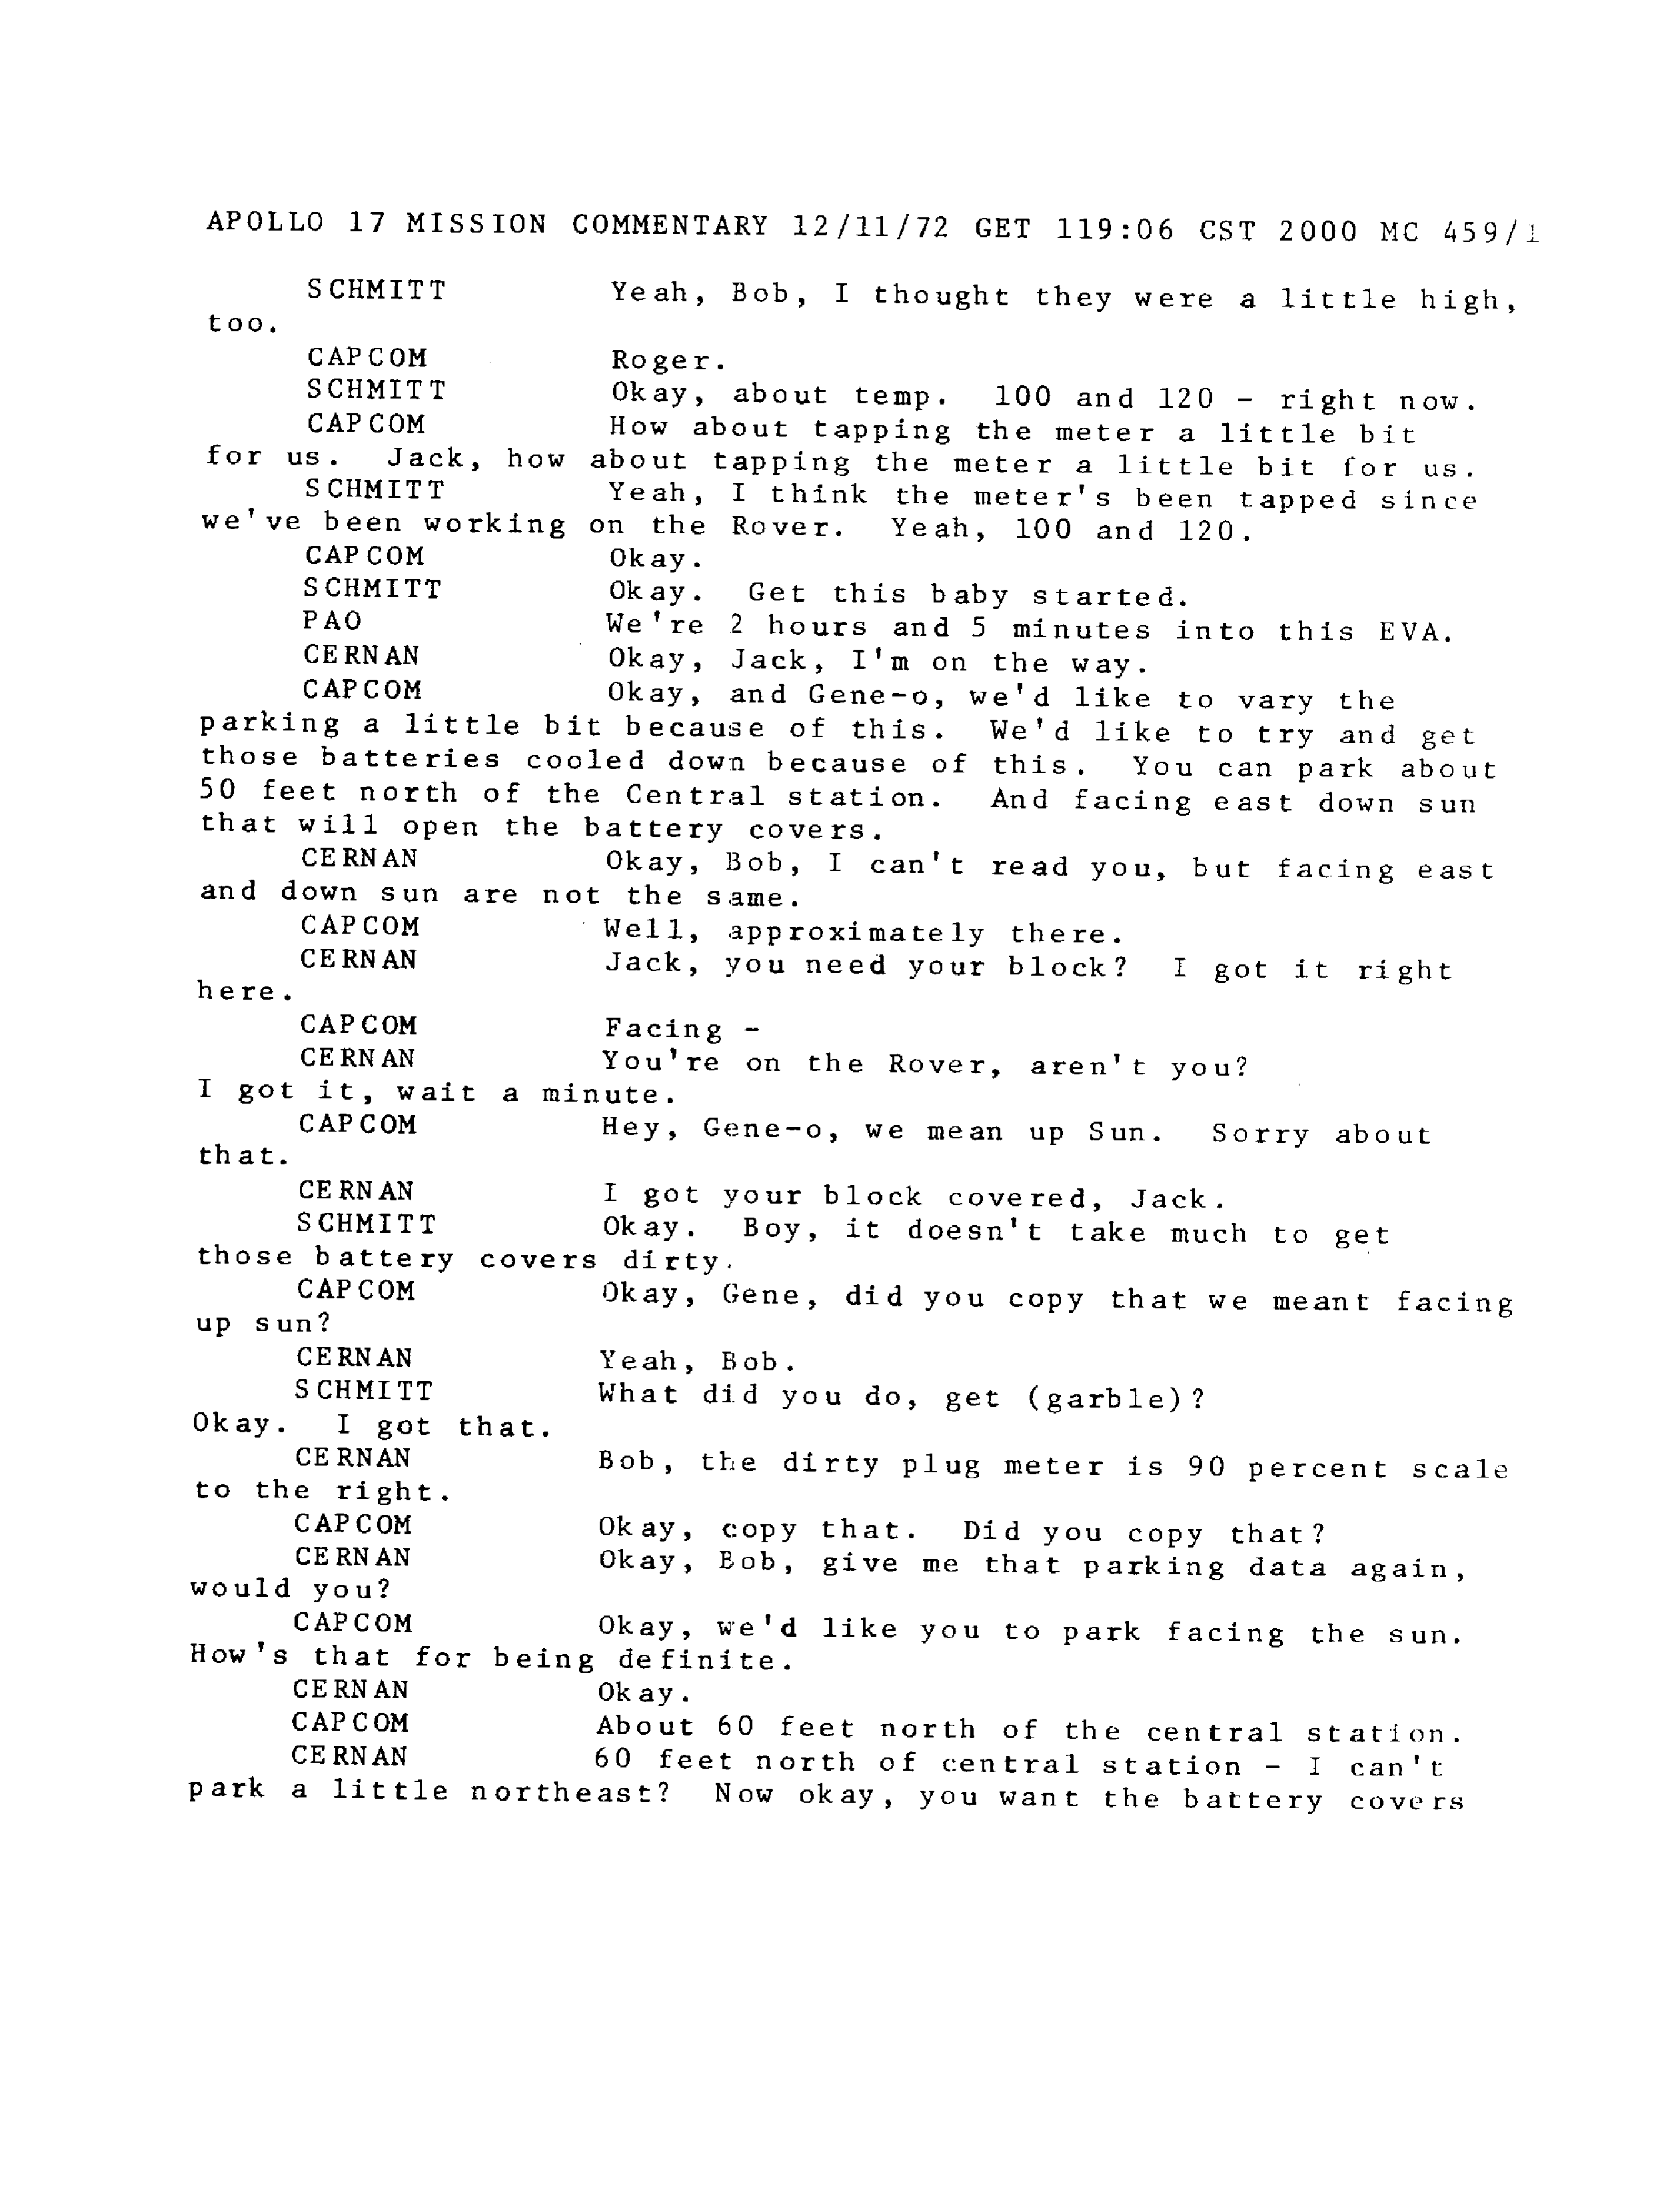 APOLLO 17 MISSION COMMENTARY 12/11/72 GET 119:06 CST 2000 MC 459/1
SCHMITT Yeah, Bob, I thought they were a little high,
too.
CAPCOM Roger.
SCHMITT Okay, about temp. 100 and 120 - right now.
CAPCOM How about tapping the meter a little bit
for us. Jack, how about tapping the meter a little bit for us.
SCHMITT Yeah, I think the meter's been tapped since
we've been working on the Rover. Yeah, 100 and 120.
CAPCOM Okay.
SCHMITT Okay. Get this baby started.
PAO We're 2 hours and 5 minutes into this EVA.
CERNAN Okay, Jack, I'm on the way.
CAPCOM Okay, and Gene-o, we'd like to vary the
parking a little bit because of this. We'd like to try and get
those batteries cooled down because of this. You can park about
50 feet north of the Central station. And facing east down sun
that will open the battery covers.
CERNAN Okay, Bob, I can't read you, but facing east
and down sun are not the same.
CAPCOM Well, approximately there.
CERNAN Jack, you need your block? I got it right
here.
CAPCOM Facing -
CERNAN You're on the Rover, aren't you?
I got it, wait a minute.
CAPCOM Hey, Gene-o, we mean up Sun. Sorry about
that.
CERNAN I got your block covered, Jack.
SCHMITT Okay. Boy, it doesn't take much to get
those battery covers dirty.
CAPCOM Okay, Gene, did you copy that we meant facing
up sun?
CERNAN Yeah, Bob.
SCHMITT What did you do, get (garble)?
Okay. I got that.
CERNAN Bob, the dirty plug meter is 90 percent scale
to the right.
CAPCOM Okay, copy that. Did you copy that?
CERNAN Okay, Bob, give me that parking data again,
would you?
CAPCOM Okay, we'd like you to park facing the sun.
How's that for being definite.
CERNAN Okay.
CAPCOM About 60 feet north of the central station.
CERNAN 60 feet north of central station - I can't
park a little northeast? Now okay, you want the battery covers